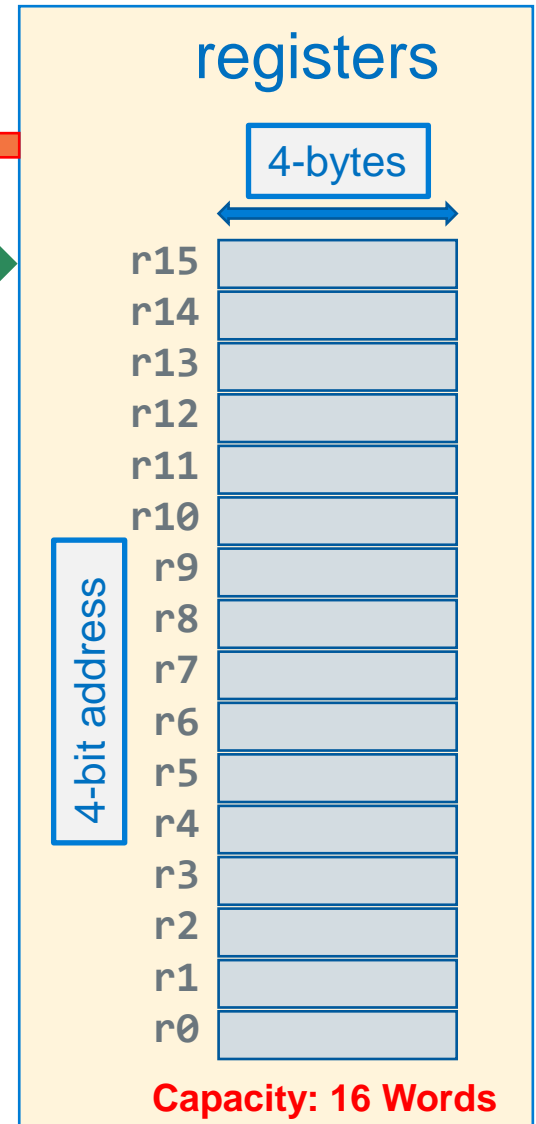 registers
4-bytes
r15
r14
r13
r12
r11
r10
r9
r8
r7
r6
r5
r4
r3
r2
r1
r0
4-bit address
Capacity: 16 Words